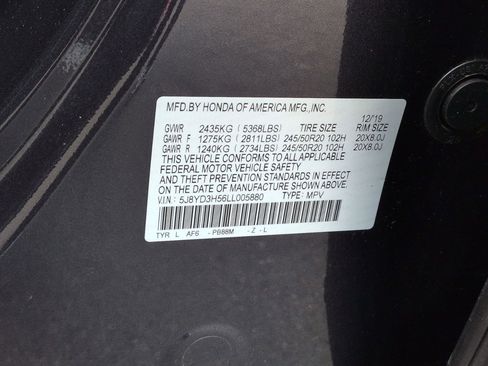 MFD.BY HONDA OF AMERICA MFG.,INC.
12/19
GVWR 2435KG ( 5368LBS) TIRE SIZE RIM SIZE
GAWR F 1275KG ( 2811LBS) 245/50R20 102H 20X8.0J
GAWR R 1240KG ( 2734LBS) 245/50R20 102H 20X8.0J
THIS VEHICLE CONFORMS TO ALL APPLICABLE
FEDERAL MOTOR VEHICLE SAFETY
AND THEFT PREVENTION STANDARDS IN EFFECT
ON THE DATE OF MANUFACTURE SHOWN ABOVE.
V.I.N: 5J8YD3H56LL005880 TYPE: MPV
TYR L AF6 -PB88M -Z -L